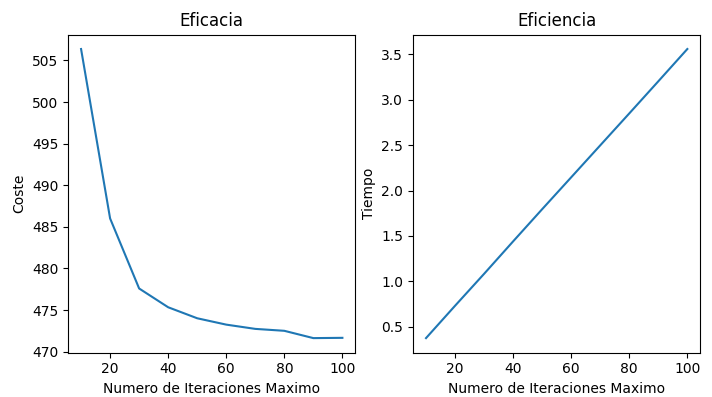 Eficacia
505
500
495
490
485
480
475
470
Coste
20 40 60 80 100
Numero de Iteraciones Maximo
Eficiencia
3.5
3.0
2.5
2.0
1.5
1.0
0.5
Tiempo
20 40 60 80 100
Numero de Iteraciones Maximo